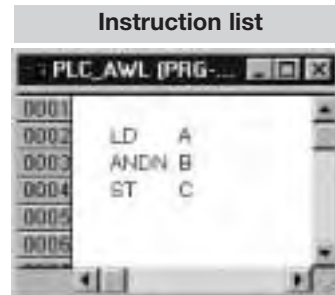 Instruction list
PLC_AWL (PRG-...
0001
0002 LD A
0003 ANDN B
0004 ST C
0005
0006